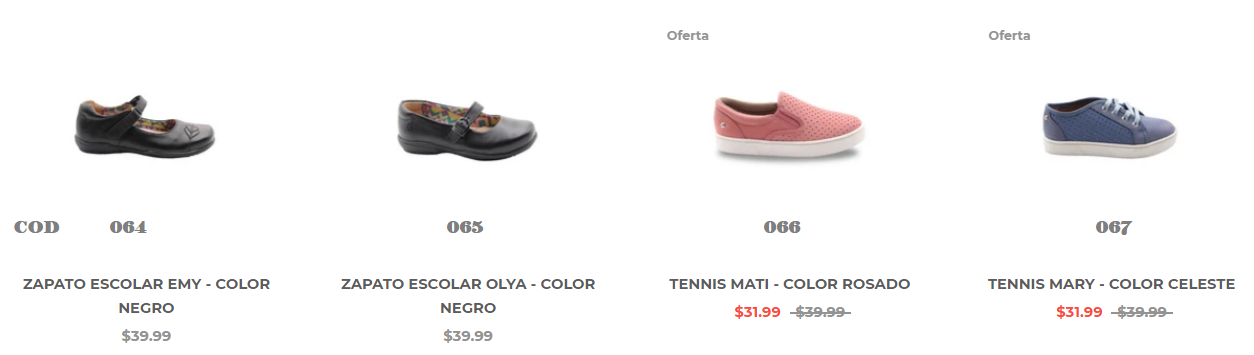 Oferta
Oferta
COD 064
065
066
067
ZAPATO ESCOLAR EMY - COLOR
NEGRO
$39.99
ZAPATO ESCOLAR OLYA - COLOR
NEGRO
$39.99
TENNIS MATI - COLOR ROSADO
$31.99 $39.99
TENNIS MARY - COLOR CELESTE
$31.99 $39.99